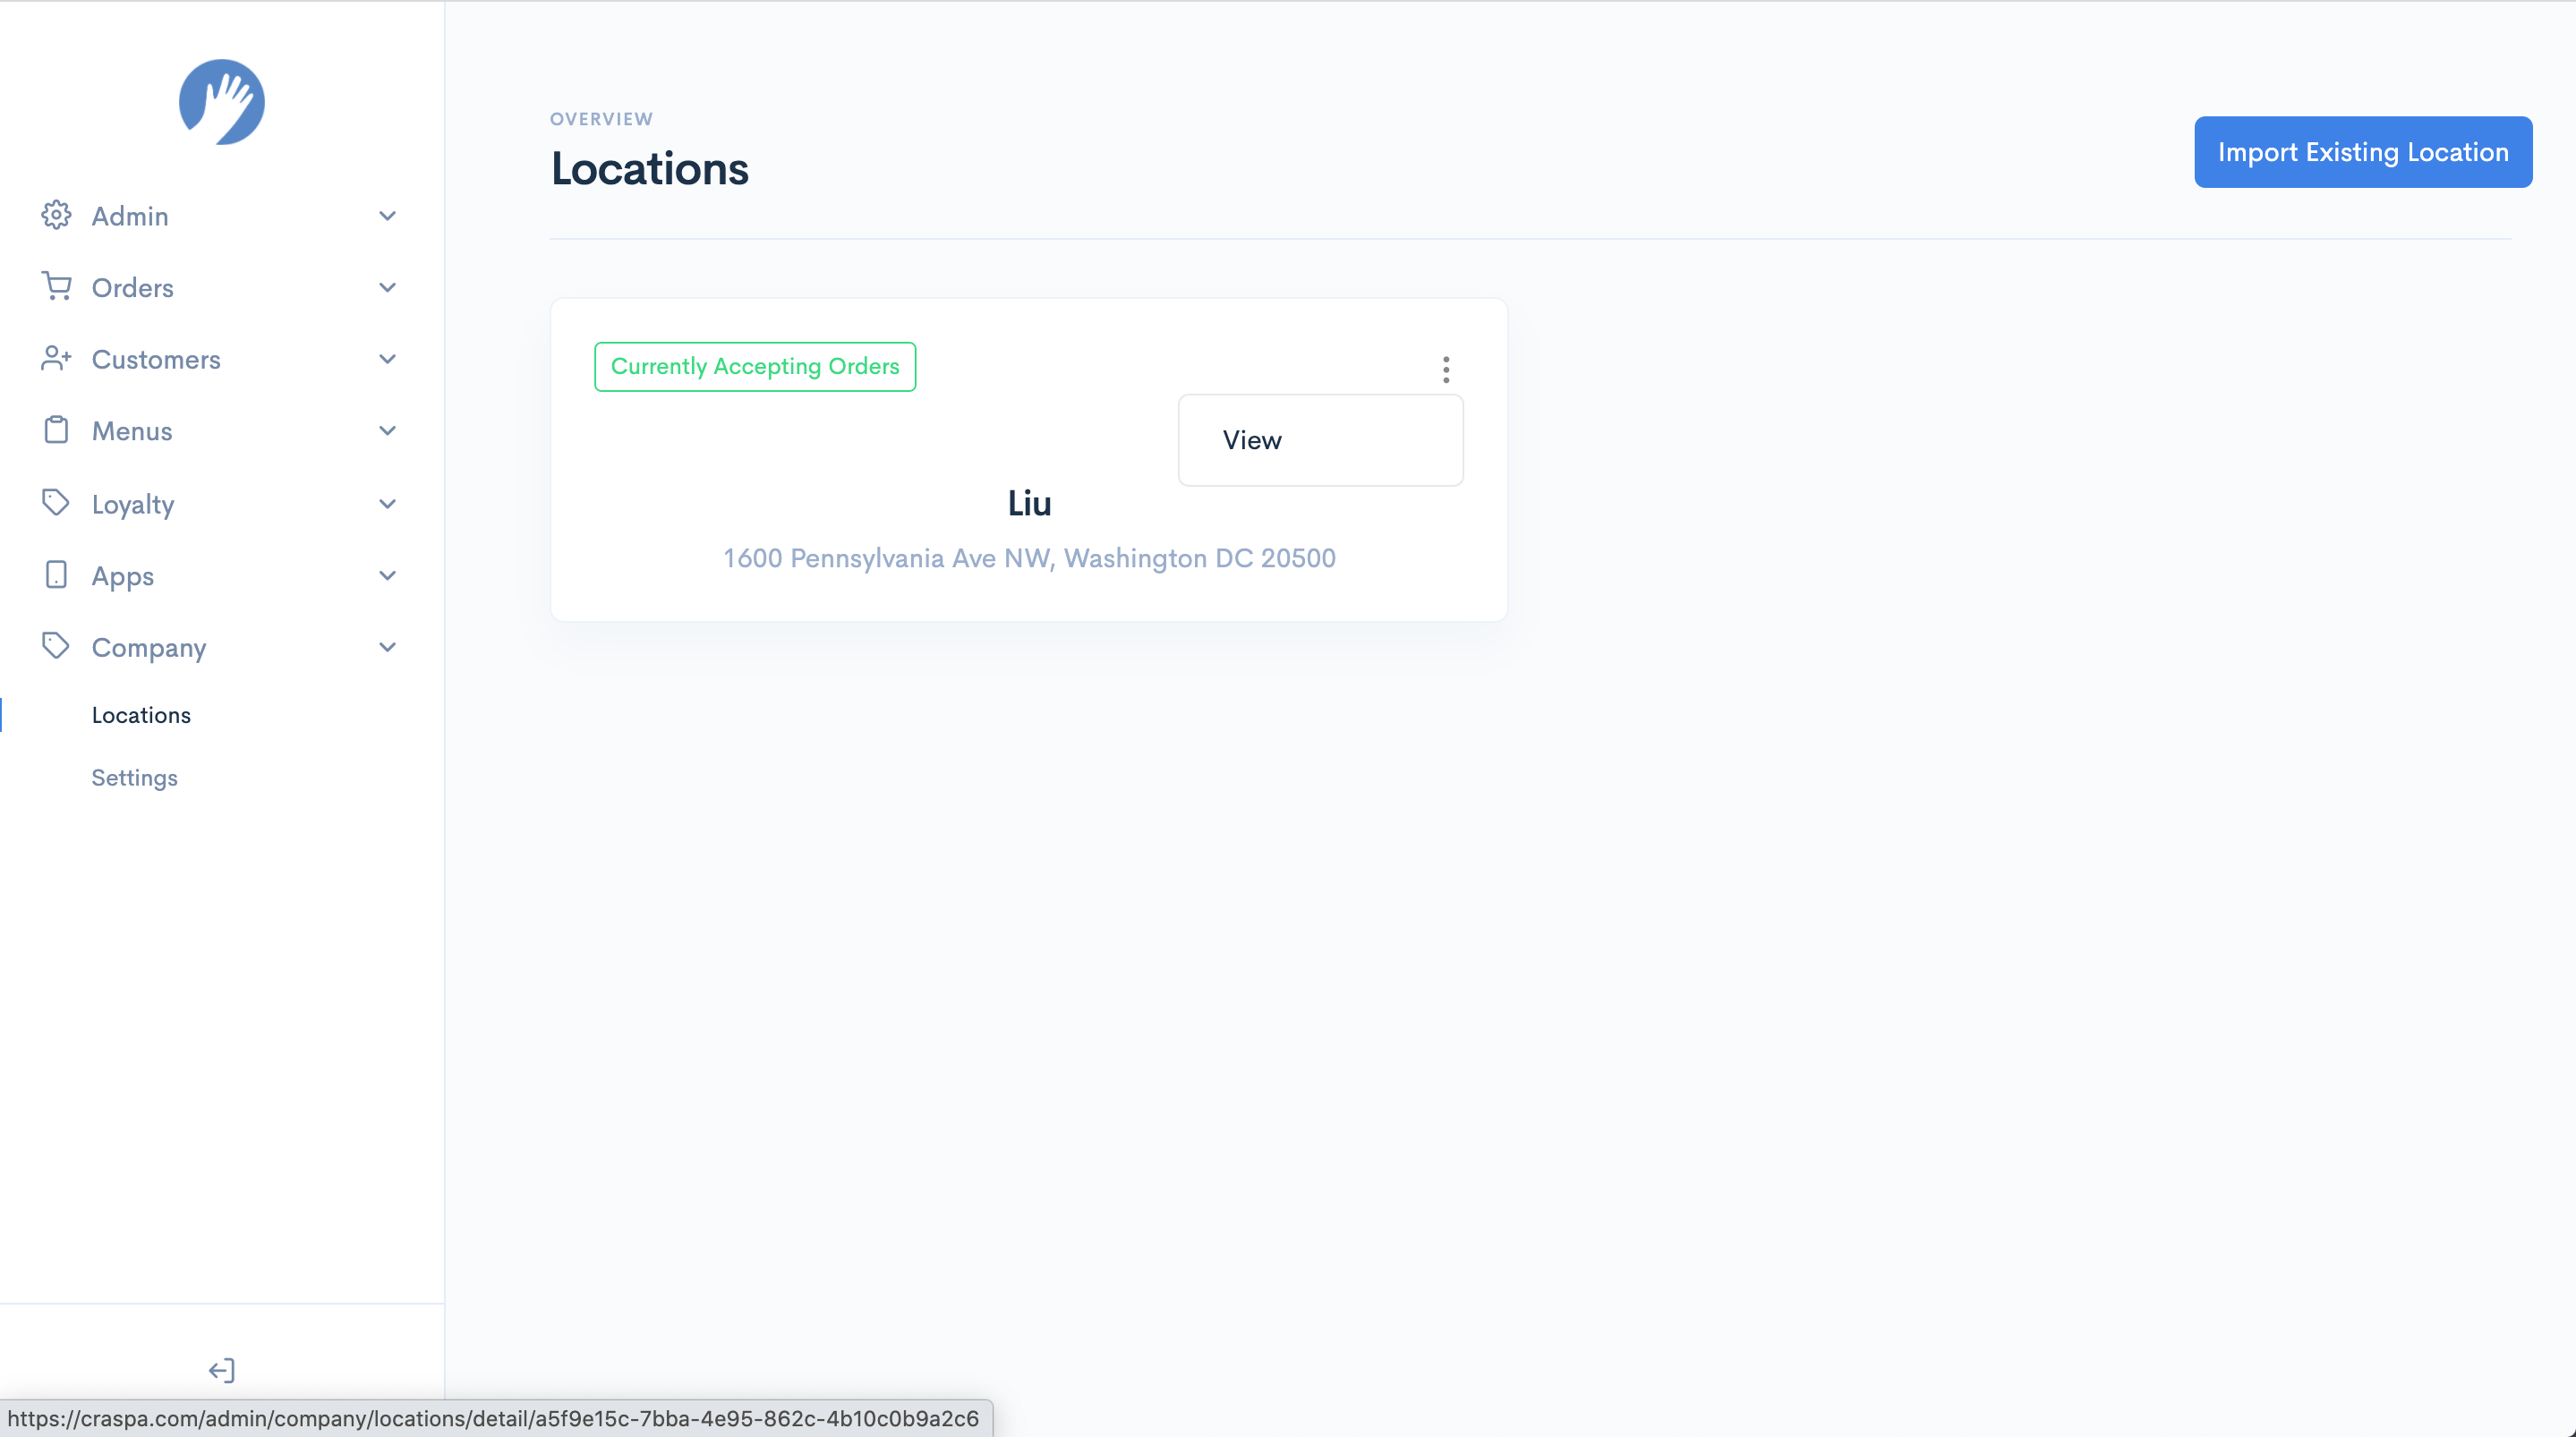 Admin
Orders
Customers
Menus
Loyalty
Apps
Company
Locations
Settings
OVERVIEW
Locations
Import Existing Location
Currently Accepting Orders
View
Liu
1600 Pennsylvania Ave NW, Washington DC 20500
https://craspa.com/admin/company/locations/detail/a5f9e15c-7bba-4e95-862c-4b10c0b9a2c6